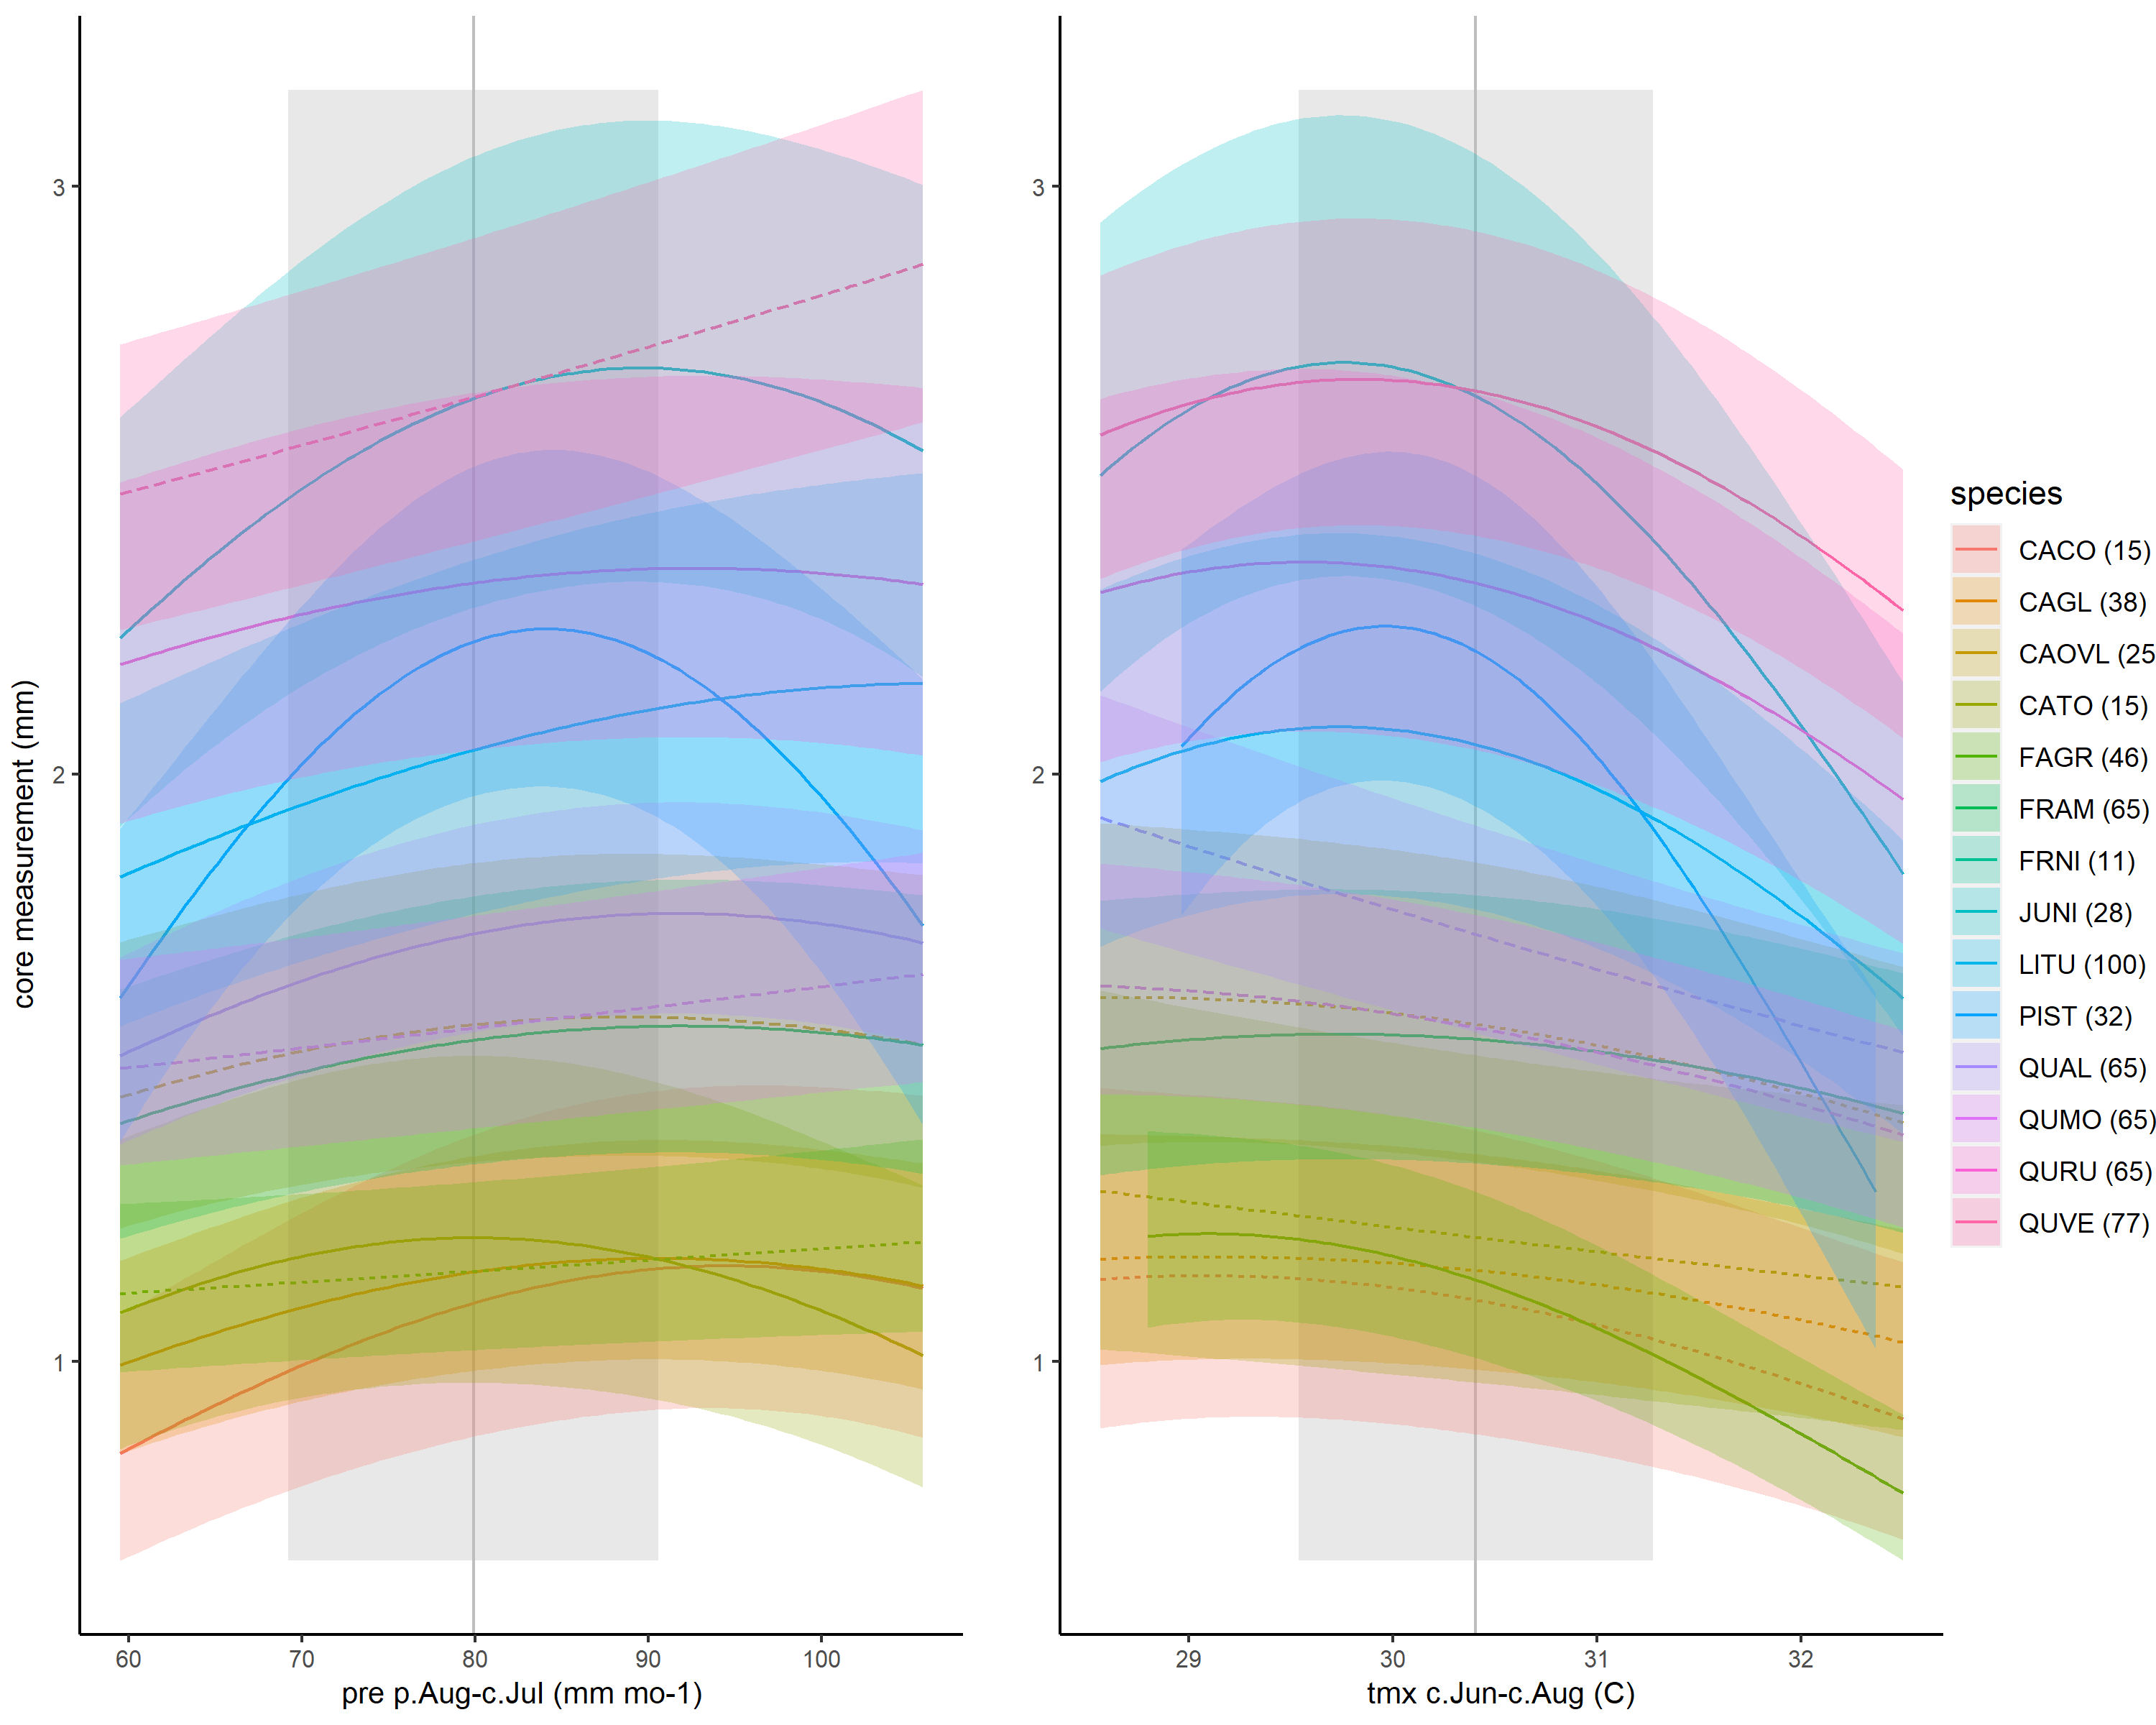 core measurement (mm)
3
2
1
60 70 80 90 100
pre p.Aug-c.Jul (mm mo-1)
3
2
1
29 30 31 32
tmx c.Jun-c.Aug (C)
species
CACO (15)
CAGL (38)
CAOVL (25
CATO (15)
FAGR (46)
FRAM (65)
FRNI (11)
JUNI (28)
LITU (100)
PIST (32)
QUAL (65)
QUMO (65)
QURU (65)
QUVE (77)